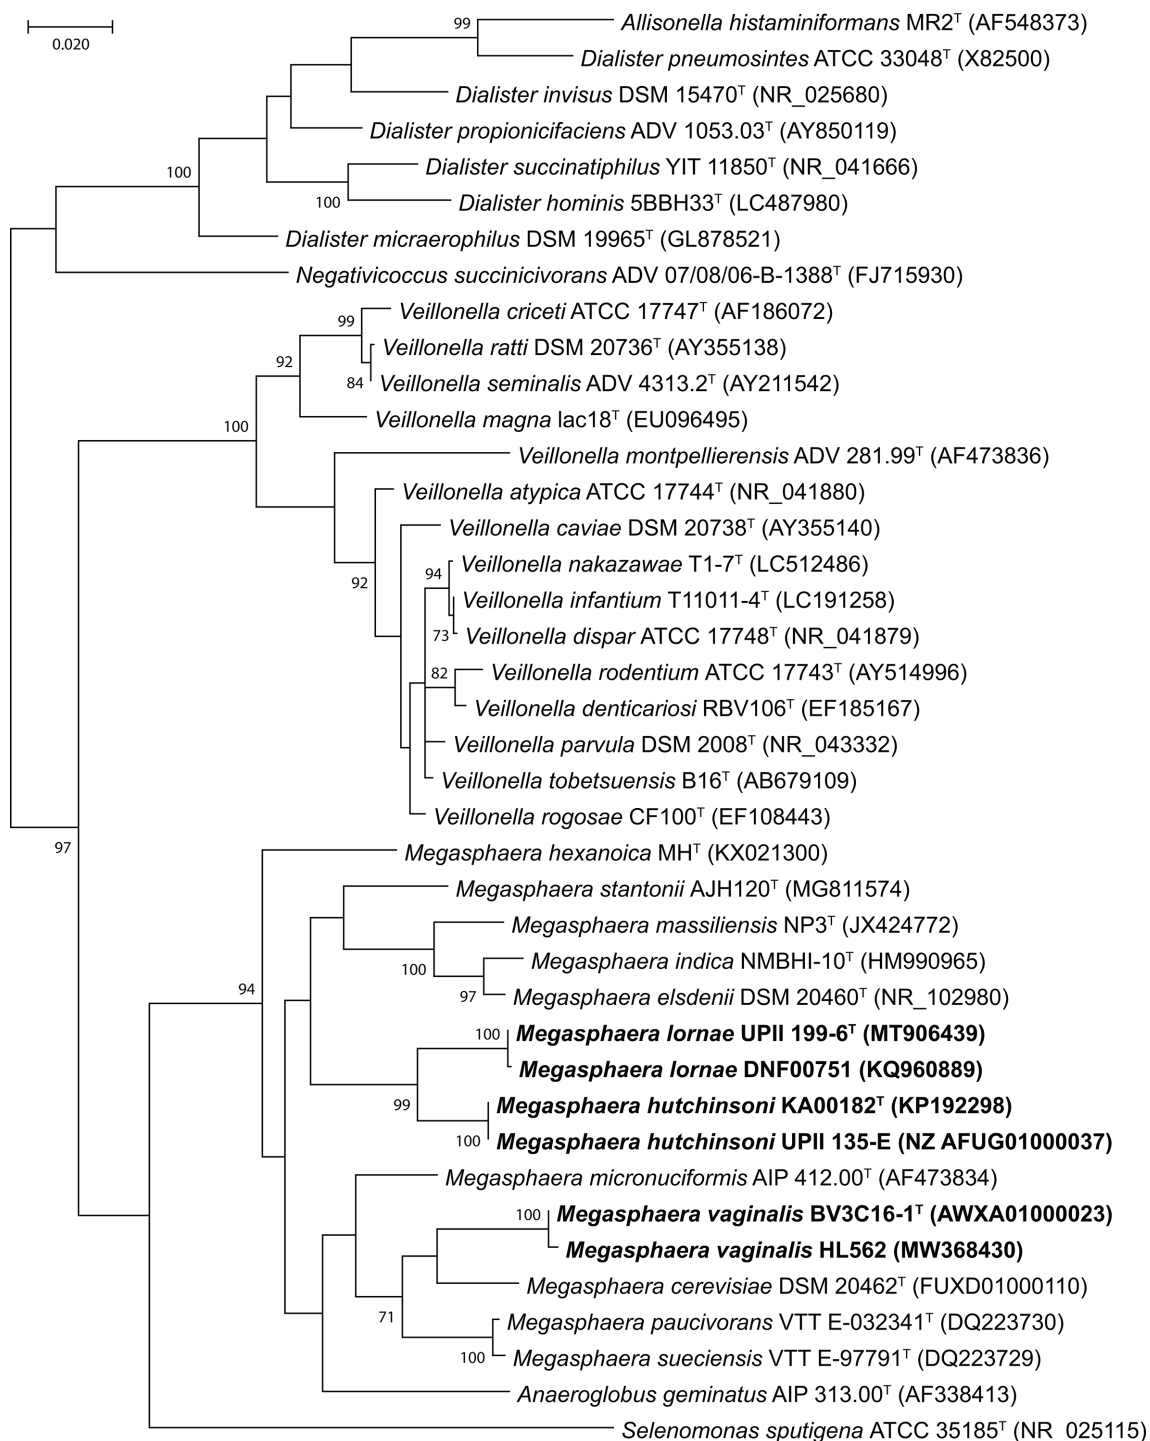 0.020
99
Allisonella histaminiformans MR2ᵀ (AF548373)
Dialister pneumosintes ATCC 33048ᵀ (X82500)
Dialister invisus DSM 15470ᵀ (NR_025680)
Dialister propionicifaciens ADV 1053.03ᵀ (AY850119)
100
Dialister succinatiphilus YIT 11850ᵀ (NR_041666)
100
Dialister hominis 5BBH33ᵀ (LC487980)
Dialister micraerophilus DSM 19965ᵀ (GL878521)
Negativicoccus succinicivorans ADV 07/08/06-B-1388ᵀ (FJ715930)
Veillonella criceti ATCC 17747ᵀ (AF186072)
99
Veillonella ratti DSM 20736ᵀ (AY355138)
92
84
Veillonella seminalis ADV 4313.2ᵀ (AY211542)
Veillonella magna lac18ᵀ (EU096495)
100
Veillonella montpellierensis ADV 281.99ᵀ (AF473836)
Veillonella atypica ATCC 17744ᵀ (NR_041880)
Veillonella caviae DSM 20738ᵀ (AY355140)
Veillonella nakazawae T1-7ᵀ (LC512486)
94
92
Veillonella infantium T11011-4ᵀ (LC191258)
73
Veillonella dispar ATCC 17748ᵀ (NR_041879)
82
Veillonella rodentium ATCC 17743ᵀ (AY514996)
Veillonella denticariosi RBV106ᵀ (EF185167)
Veillonella parvula DSM 2008ᵀ (NR_043332)
Veillonella tobetsuensis B16ᵀ (AB679109)
Veillonella rogosae CF100ᵀ (EF108443)
97
Megasphaera hexanoica MHᵀ (KX021300)
Megasphaera stantonii AJH120ᵀ (MG811574)
Megasphaera massiliensis NP3ᵀ (JX424772)
100
Megasphaera indica NMBHI-10ᵀ (HM990965)
94
97
Megasphaera elsdenii DSM 20460ᵀ (NR_102980)
100
Megasphaera lornae UPII 199-6ᵀ (MT906439)
Megasphaera lornae DNF00751 (KQ960889)
99
Megasphaera hutchinsoni KA00182ᵀ (KP192298)
100
Megasphaera hutchinsoni UPII 135-E (NZ AFUG01000037)
Megasphaera micronuciformis AIP 412.00ᵀ (AF473834)
100
Megasphaera vaginalis BV3C16-1ᵀ (AWXA01000023)
Megasphaera vaginalis HL562 (MW368430)
Megasphaera cerevisiae DSM 20462ᵀ (FUXD01000110)
71
Megasphaera paucivorans VTT E-032341ᵀ (DQ223730)
100
Megasphaera sueciensis VTT E-97791ᵀ (DQ223729)
Anaeroglobus geminatus AIP 313.00ᵀ (AF338413)
Selenomonas sputigena ATCC 35185ᵀ (NR 025115)